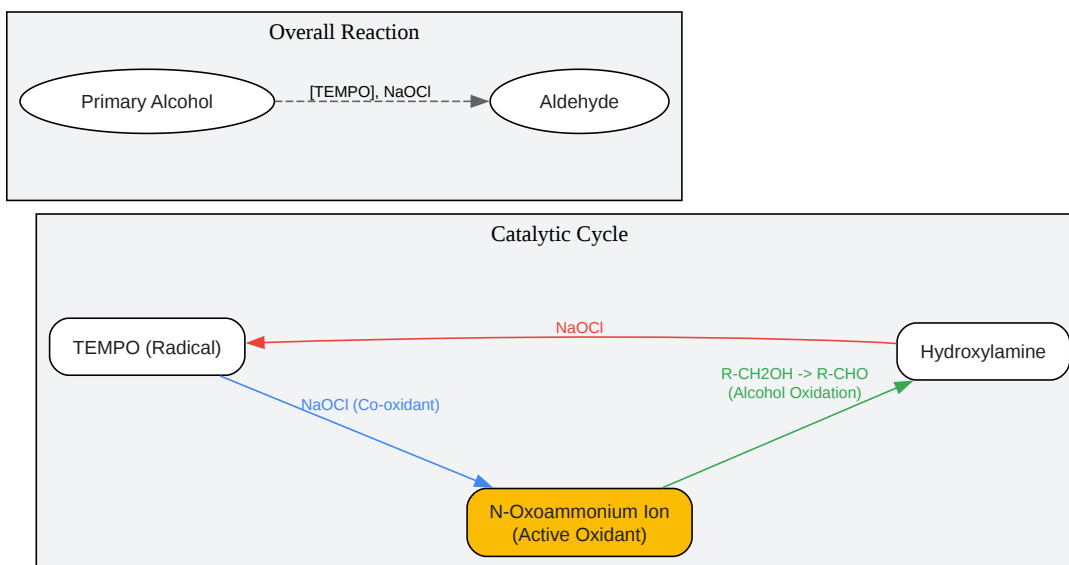 Overall Reaction
Primary Alcohol
[TEMPO], NaOCl
Aldehyde
Catalytic Cycle
TEMPO (Radical)
NaOCl
Hydroxylamine
R-CH2OH -> R-CHO
(Alcohol Oxidation)
NaOCl (Co-oxidant)
N-Oxoammonium Ion
(Active Oxidant)